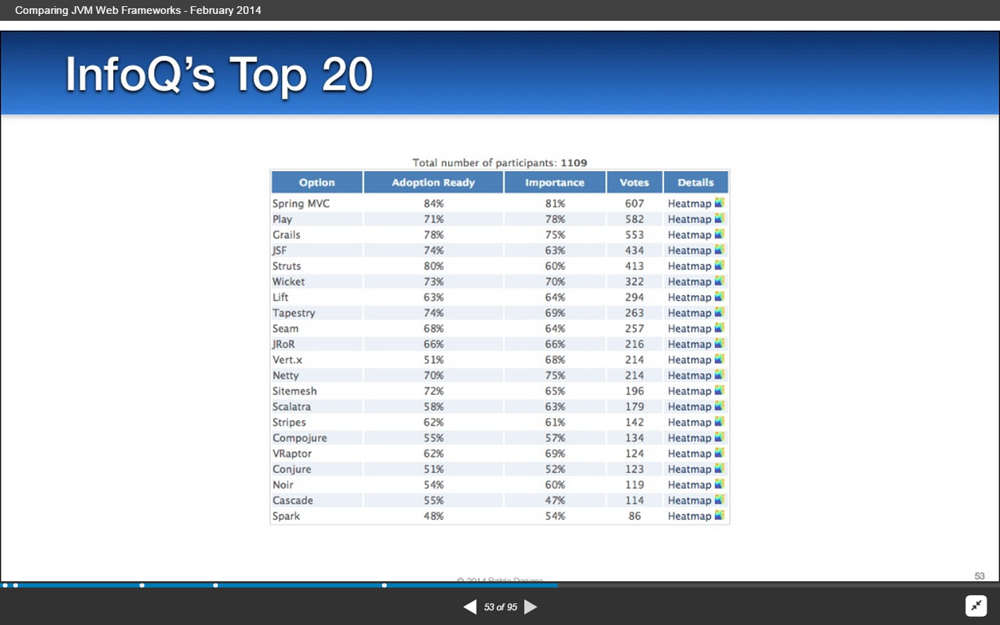 Comparing JVM Web Frameworks - February 2014
InfoQ's Top 20
Total number of participants: 1109
Option Adoption Ready Importance Votes Details
Spring MVC 84% 81% 607 Heatmap
Play 71% 78% 582 Heatmap
Grails 78% 75% 553 Heatmap
JSF 74% 63% 434 Heatmap
Struts 80% 60% 413 Heatmap
Wicket 73% 70% 322 Heatmap
Lift 63% 64% 294 Heatmap
Tapestry 74% 69% 263 Heatmap
Seam 68% 64% 257 Heatmap
JRoR 66% 66% 216 Heatmap
Vert.x 51% 68% 214 Heatmap
Netty 70% 75% 214 Heatmap
Sitemesh 72% 65% 196 Heatmap
Scalatra 58% 63% 179 Heatmap
Stripes 62% 61% 142 Heatmap
Compojure 55% 57% 134 Heatmap
VRaptor 62% 69% 124 Heatmap
Conjure 51% 52% 123 Heatmap
Noir 54% 60% 119 Heatmap
Cascade 55% 47% 114 Heatmap
Spark 48% 54% 86 Heatmap
© 2014 Raible Designs
53
53 of 95